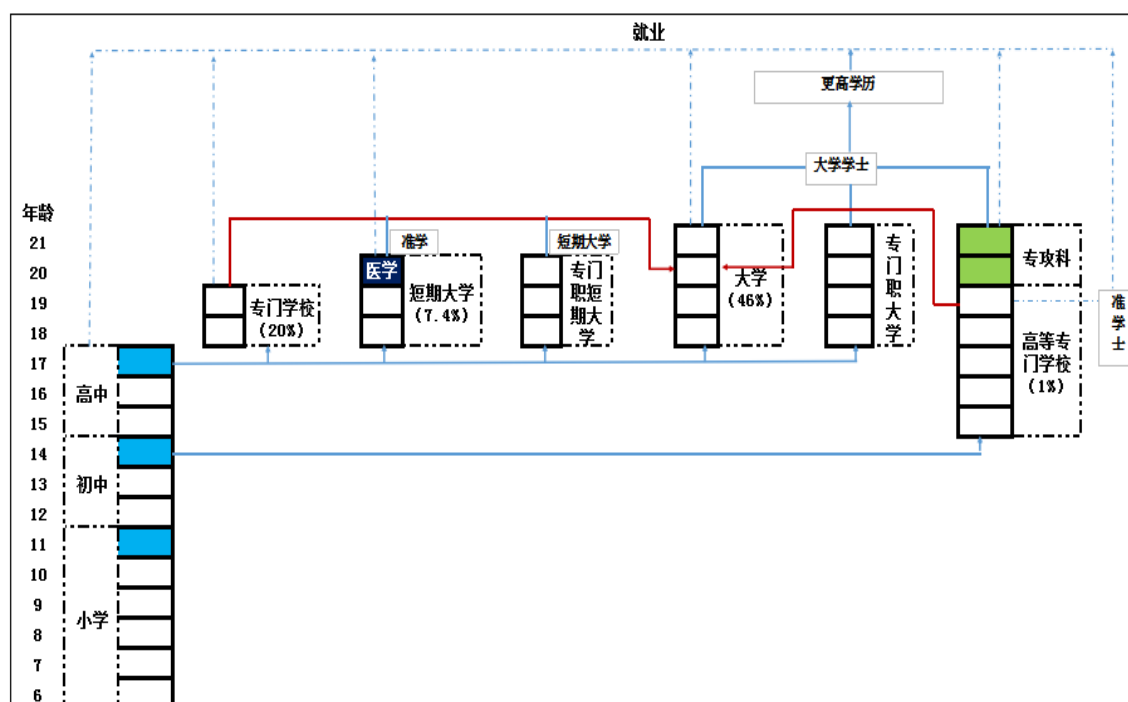 就业
更高学历
大学学士
年龄
21
20
19
18
17
16
15
14
13
12
11
10
9
8
7
6
高中
初中
小学
专门学校
(20%)
准学
医学
短期大学
(7.4%)
短期大学
专门
职短
期大
学
大学
(46%)
专
门
职
大
学
专攻科
高等专
门学校
(1%)
准
学
士